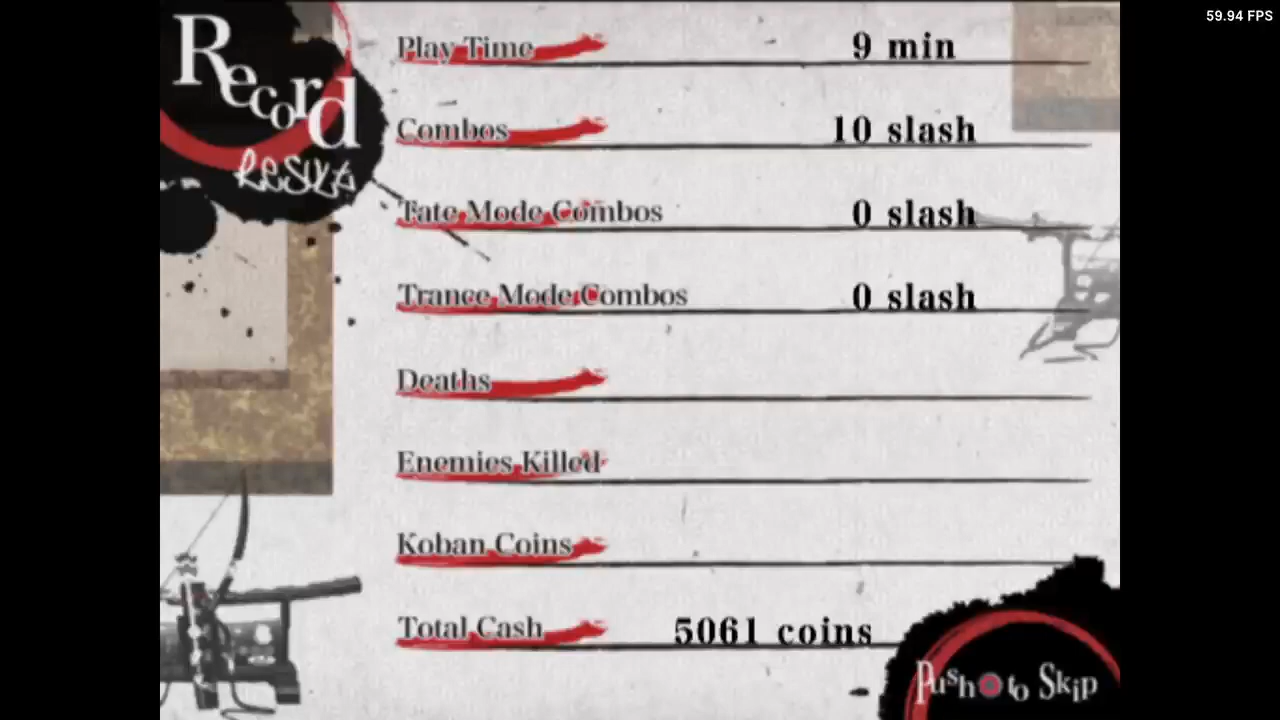 59.94 FPS
Record
RESULT
Play Time 9 min
Combos 10 slash
Tate Mode Combos 0 slash
Trance Mode Combos 0 slash
Deaths
Enemies Killed
Koban Coins
Total Cash 5061 coins
Push to Skip